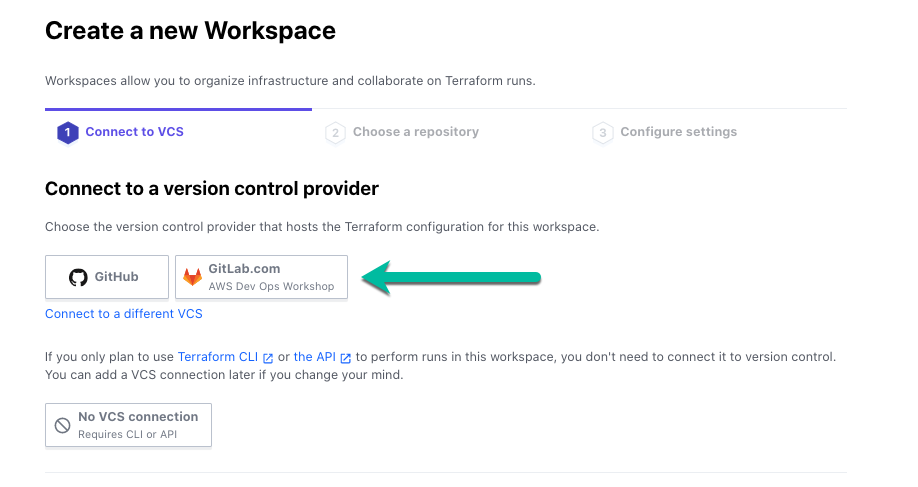 Create a new Workspace
Workspaces allow you to organize infrastructure and collaborate on Terraform runs.
1 Connect to VCS
2 Choose a repository
3 Configure settings
Connect to a version control provider
Choose the version control provider that hosts the Terraform configuration for this workspace.
GitHub
GitLab.com
AWS Dev Ops Workshop
Connect to a different VCS
If you only plan to use Terraform CLI or the API to perform runs in this workspace, you don't need to connect it to version control.
You can add a VCS connection later if you change your mind.
No VCS connection
Requires CLI or API